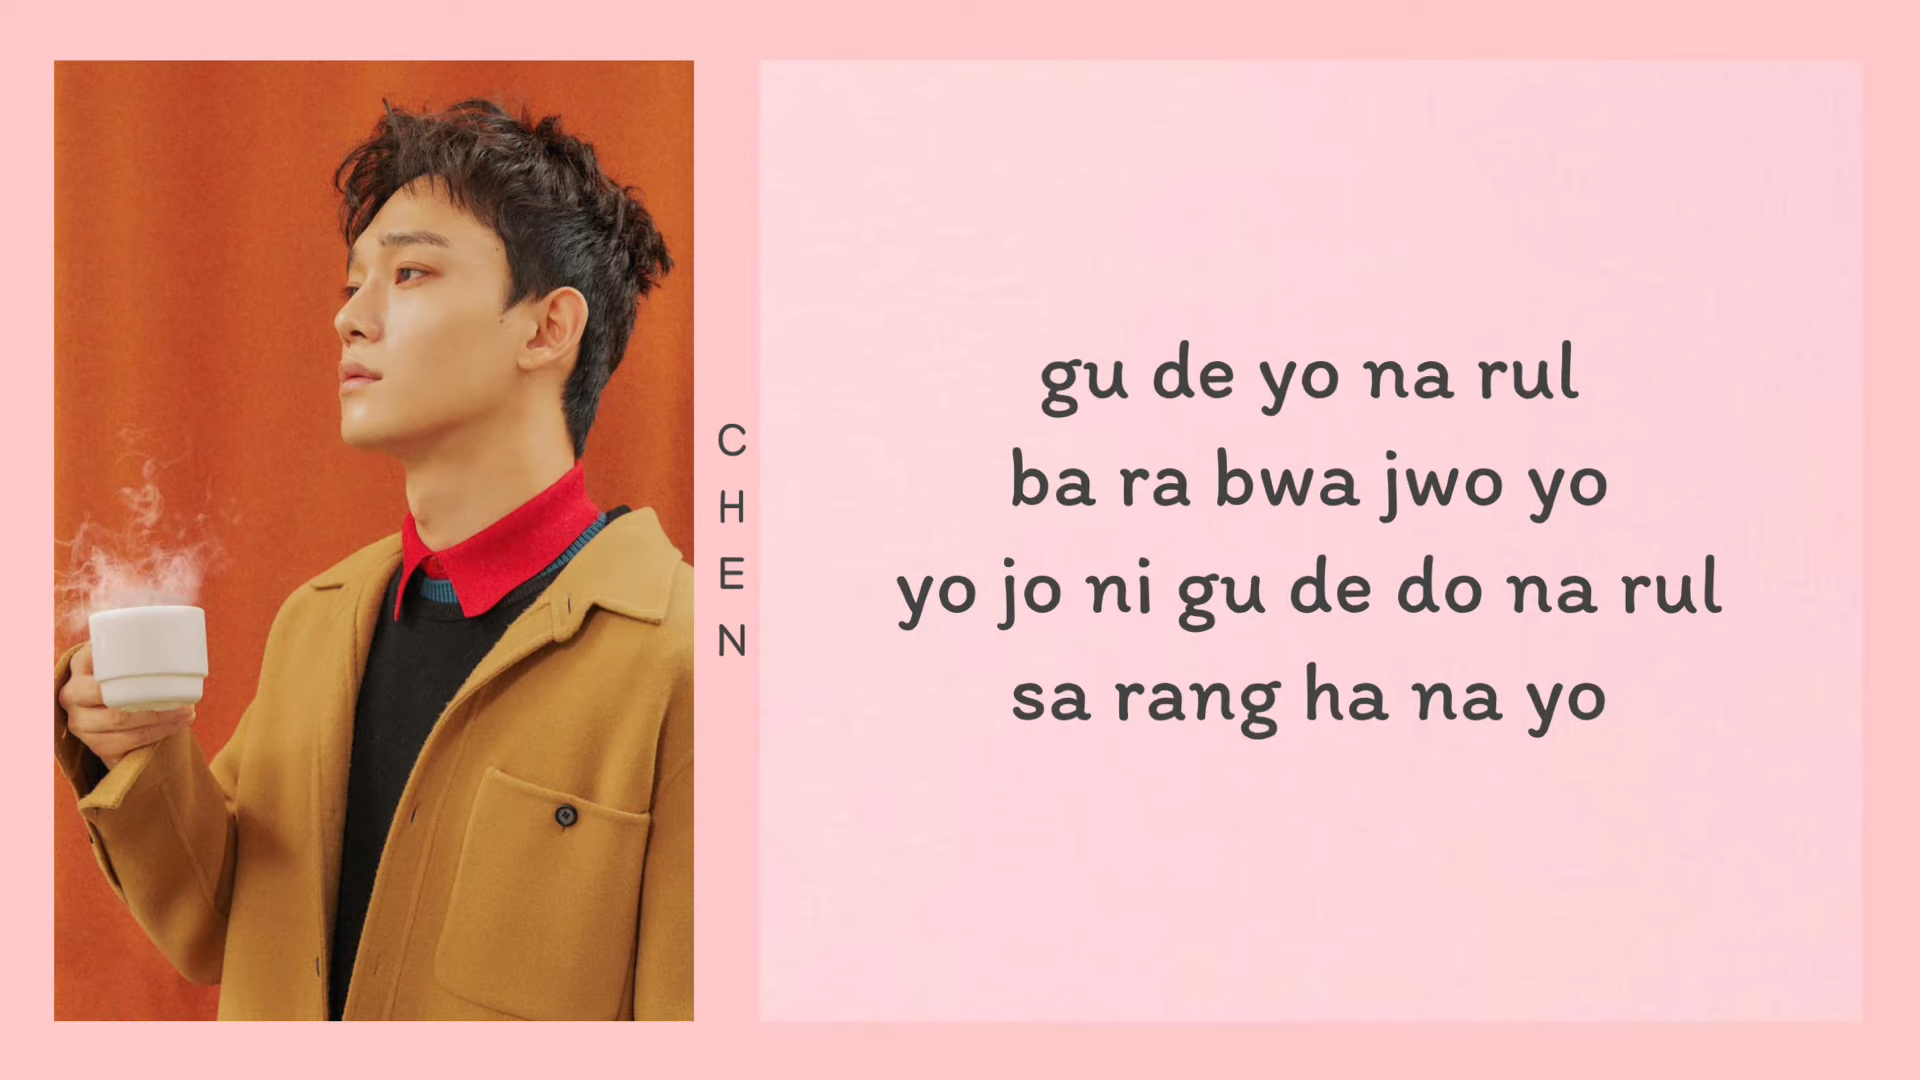 CHEN
gu de yo na rul
ba ra bwa jwo yo
yo jo ni gu de do na rul
sa rang ha na yo